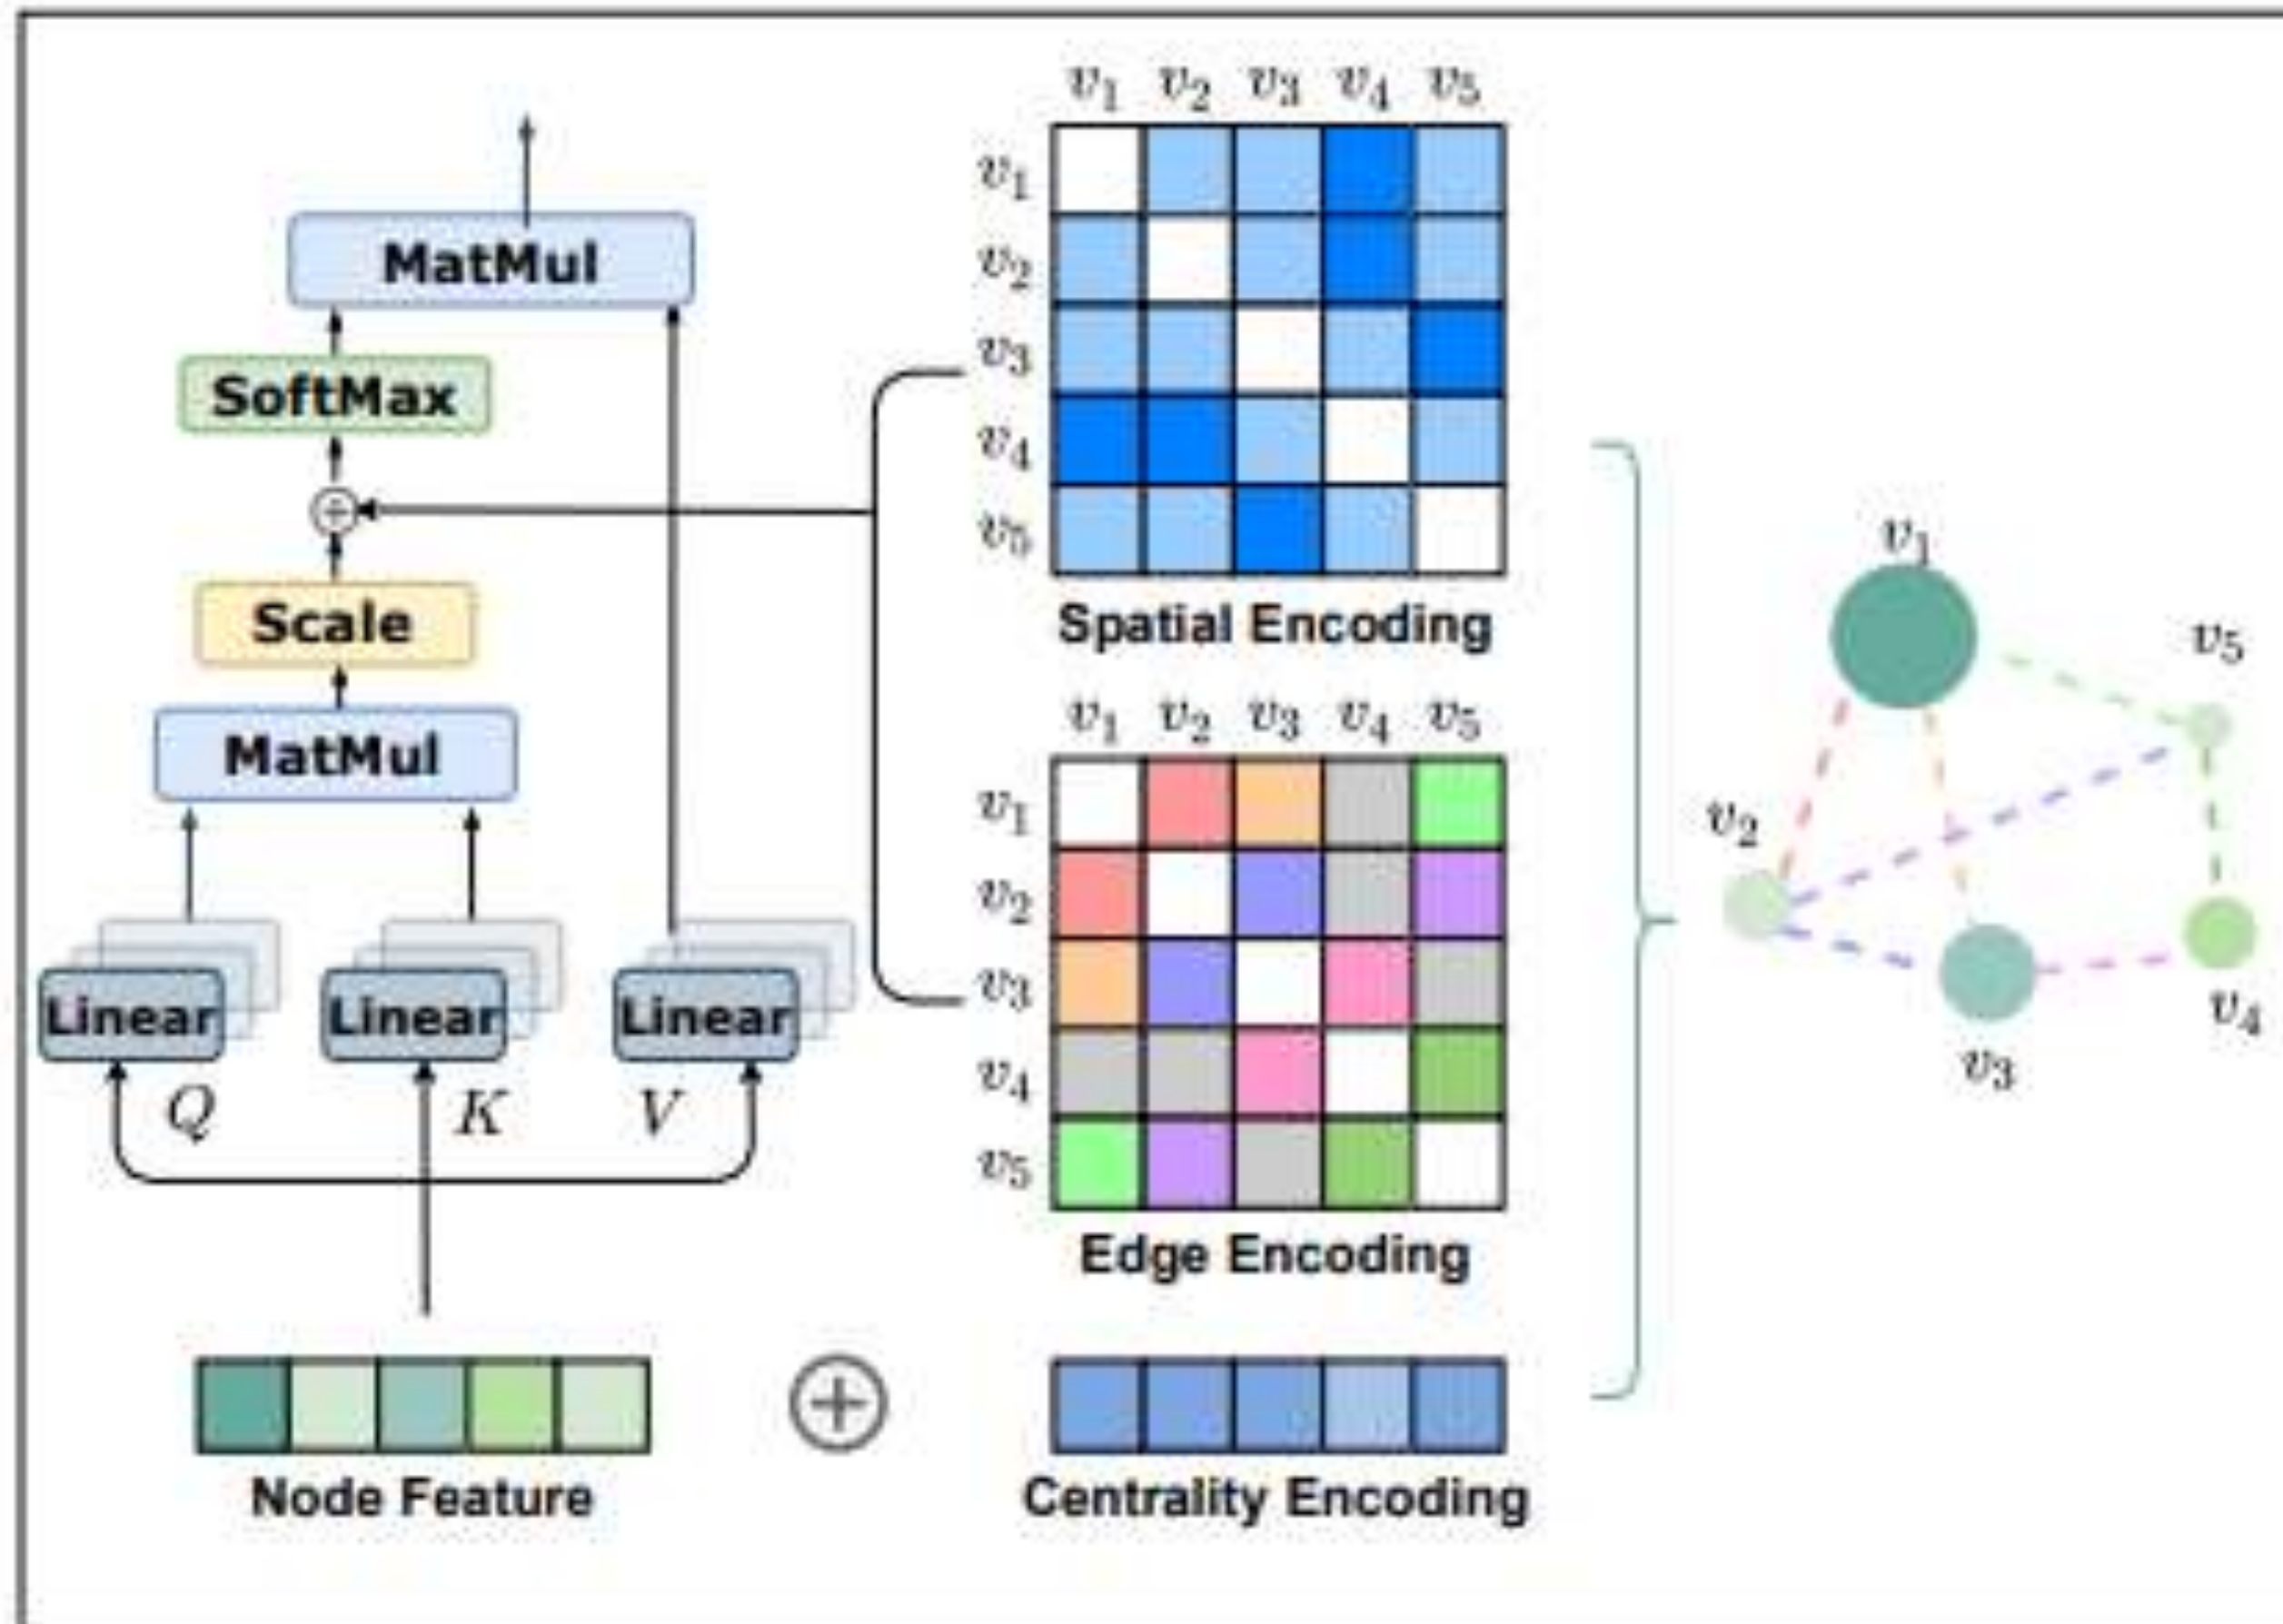 MatMul
SoftMax
Scale
MatMul
Linear Linear Linear
Q K V
Node Feature
v1 v2 v3 v4 v5
v1
v2
v3
v4
v5
Spatial Encoding
v1 v2 v3 v4 v5
v1
v2
v3
v4
v5
Edge Encoding
Centrality Encoding
v1
v5
v2
v4
v3